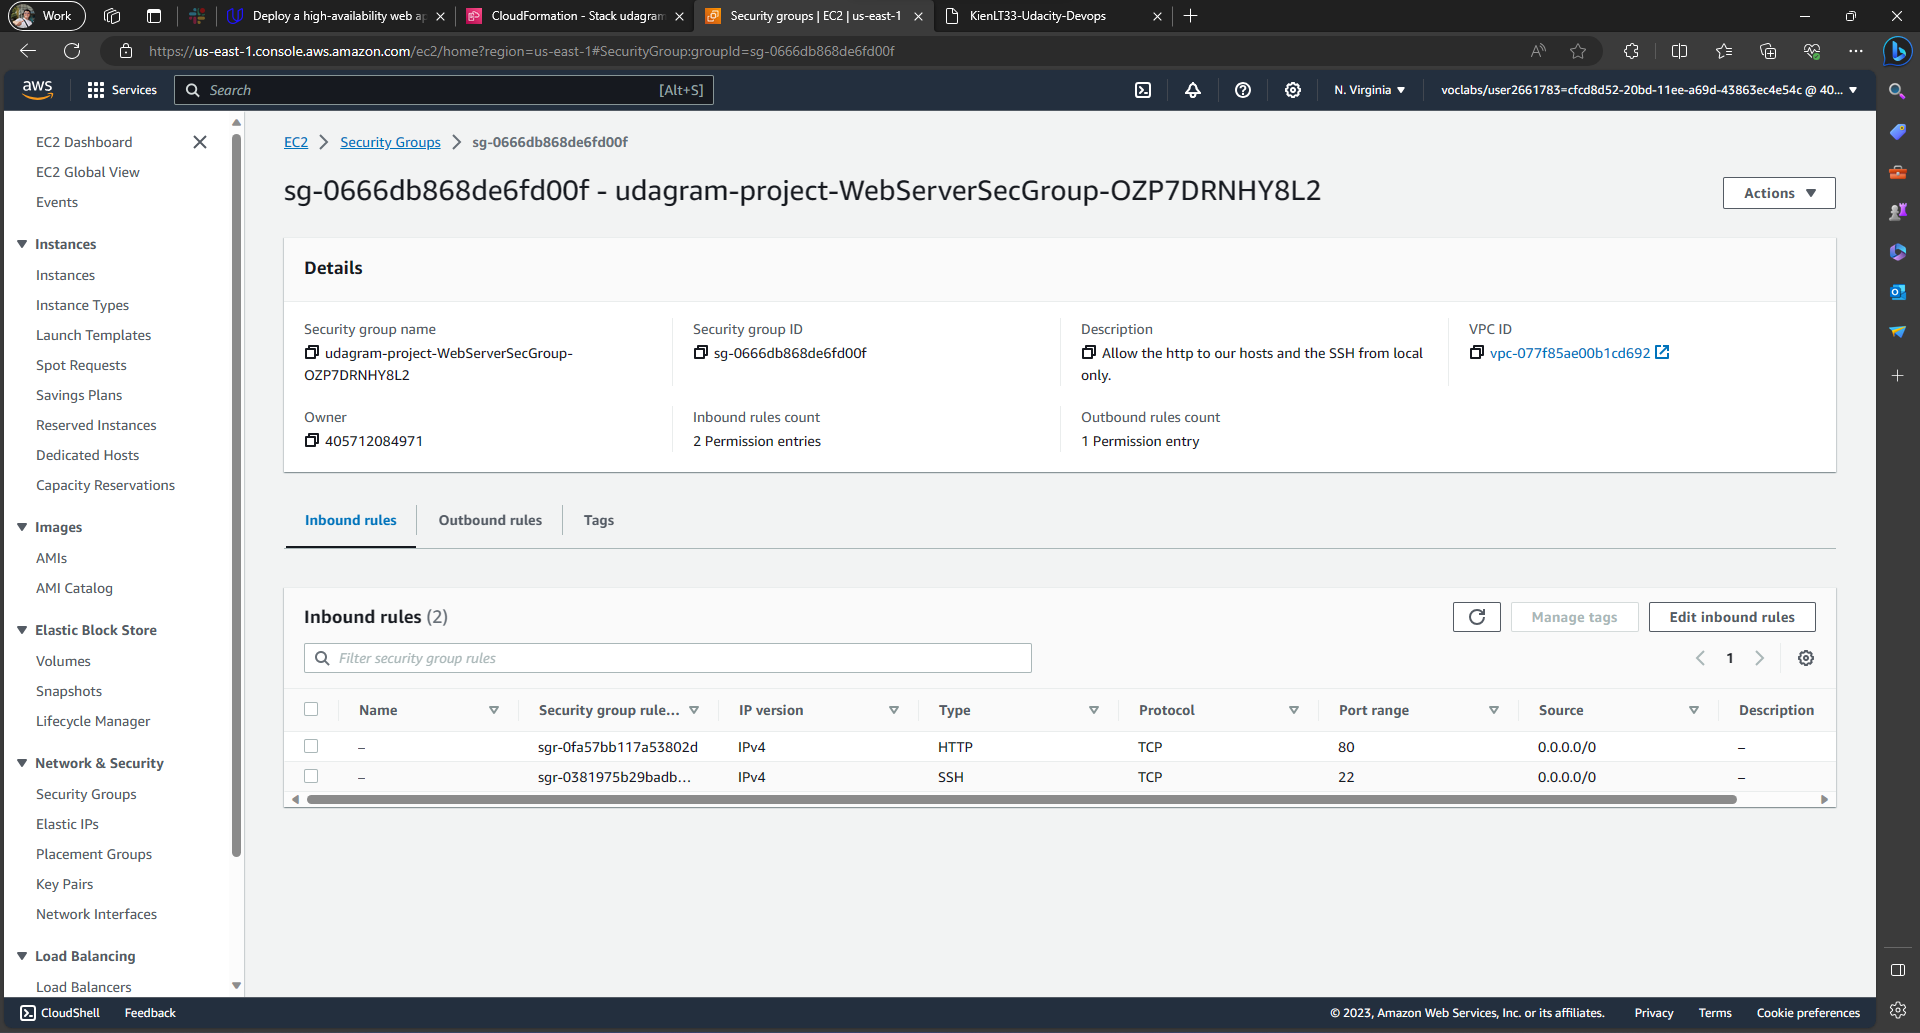 Work
Deploy a high-availability web ap
CloudFormation - Stack udagram
Security groups | EC2 | us-east-1
KienLT33-Udacity-Devops
https://us-east-1.console.aws.amazon.com/ec2/home?region=us-east-1#SecurityGroup:groupId=sg-0666db868de6fd00f
aws
Services
Search
[Alt+S]
N. Virginia
voclabs/user2661783=cfcd8d52-20bd-11ee-a69d-43863ec4e54c @ 40...
EC2 Dashboard
EC2 Global View
Events
Instances
Instances
Instance Types
Launch Templates
Spot Requests
Savings Plans
Reserved Instances
Dedicated Hosts
Capacity Reservations
Images
AMIs
AMI Catalog
Elastic Block Store
Volumes
Snapshots
Lifecycle Manager
Network & Security
Security Groups
Elastic IPs
Placement Groups
Key Pairs
Network Interfaces
Load Balancing
Load Balancers
EC2 > Security Groups > sg-0666db868de6fd00f
sg-0666db868de6fd00f - udagram-project-WebServerSecGroup-OZP7DRNHY8L2
Actions
Details
Security group name
udagram-project-WebServerSecGroup-
OZP7DRNHY8L2
Security group ID
sg-0666db868de6fd00f
Description
Allow the http to our hosts and the SSH from local
only.
VPC ID
vpc-077f85ae00b1cd692
Owner
405712084971
Inbound rules count
2 Permission entries
Outbound rules count
1 Permission entry
Inbound rules
Outbound rules
Tags
Inbound rules (2)
Manage tags
Edit inbound rules
Filter security group rules
1
Name Security group rule... IP version Type Protocol Port range Source Description
– sgr-0fa57bb117a53802d IPv4 HTTP TCP 80 0.0.0.0/0 –
– sgr-0381975b29badb... IPv4 SSH TCP 22 0.0.0.0/0 –
CloudShell
Feedback
© 2023, Amazon Web Services, Inc. or its affiliates.
Privacy
Terms
Cookie preferences